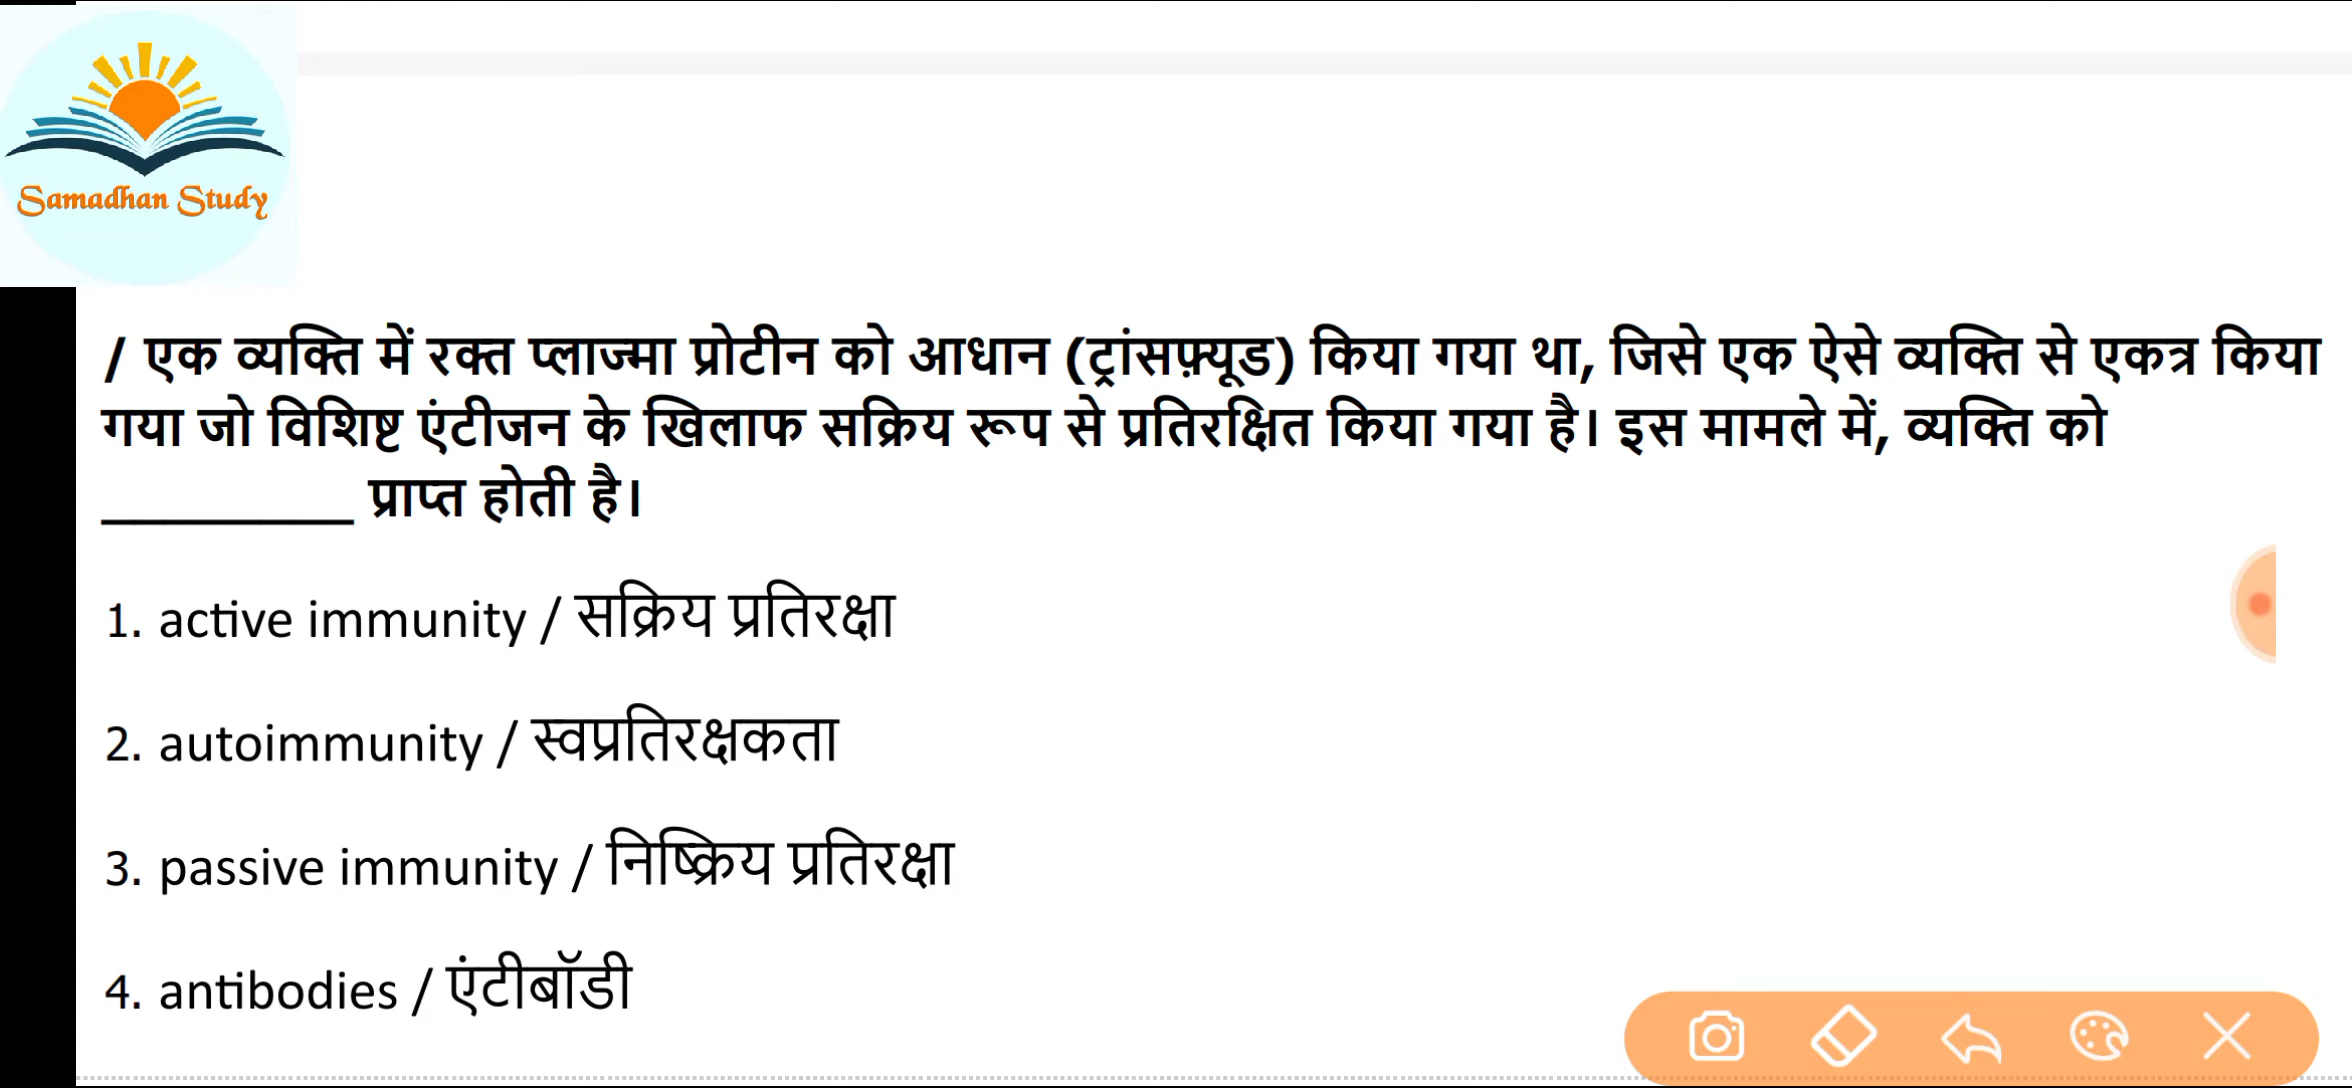 Samadhan Study
/ एक व्यक्ति में रक्त प्लाज्मा प्रोटीन को आधान (ट्रांसफ़्यूड) किया गया था, जिसे एक ऐसे व्यक्ति से एकत्र किया
गया जो विशिष्ट एंटीजन के खिलाफ सक्रिय रूप से प्रतिरक्षित किया गया है। इस मामले में, व्यक्ति को
_________ प्राप्त होती है।
1. active immunity / सक्रिय प्रतिरक्षा
2. autoimmunity / स्वप्रतिरक्षकता
3. passive immunity / निष्क्रिय प्रतिरक्षा
4. antibodies / एंटीबॉडी